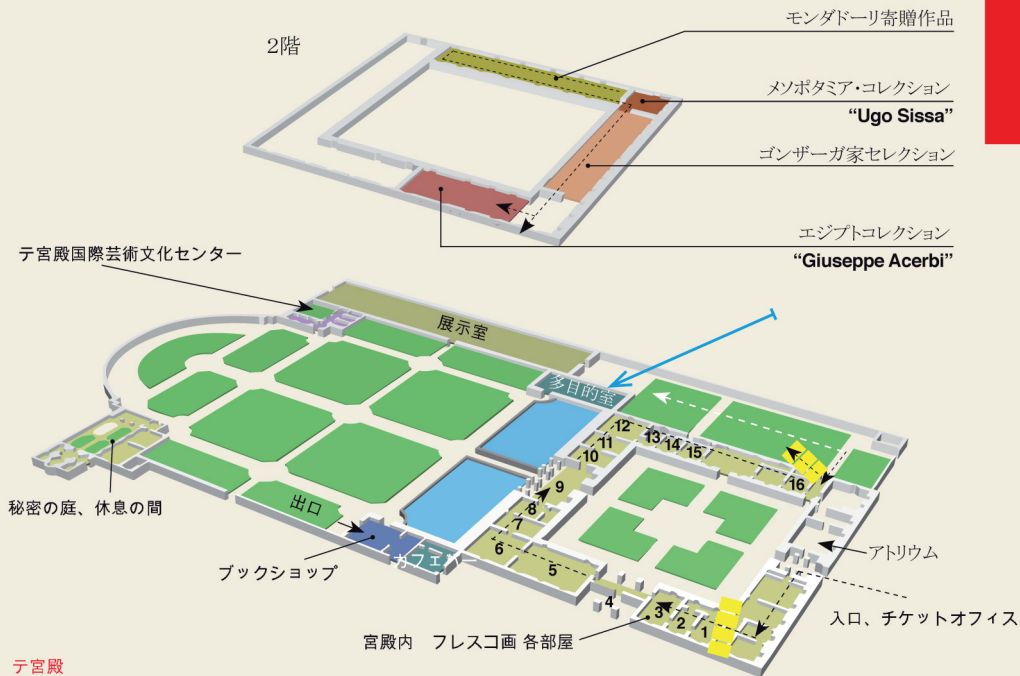 2階
モンダドーリ寄贈作品
メソポタミア・コレクション
“Ugo Sissa”
ゴンザーガ家セレクション
エジプトコレクション
“Giuseppe Acerbi”
テ宮殿国際芸術文化センター
展示室
多目的室
12
13
14
15
11
10
16
9
8
7
6
5
4
3
2
1
秘密の庭、休息の間
出口
ブックショップ
カフェバー
アトリウム
入口、チケットオフィス
宮殿内 フレスコ画 各部屋
テ宮殿